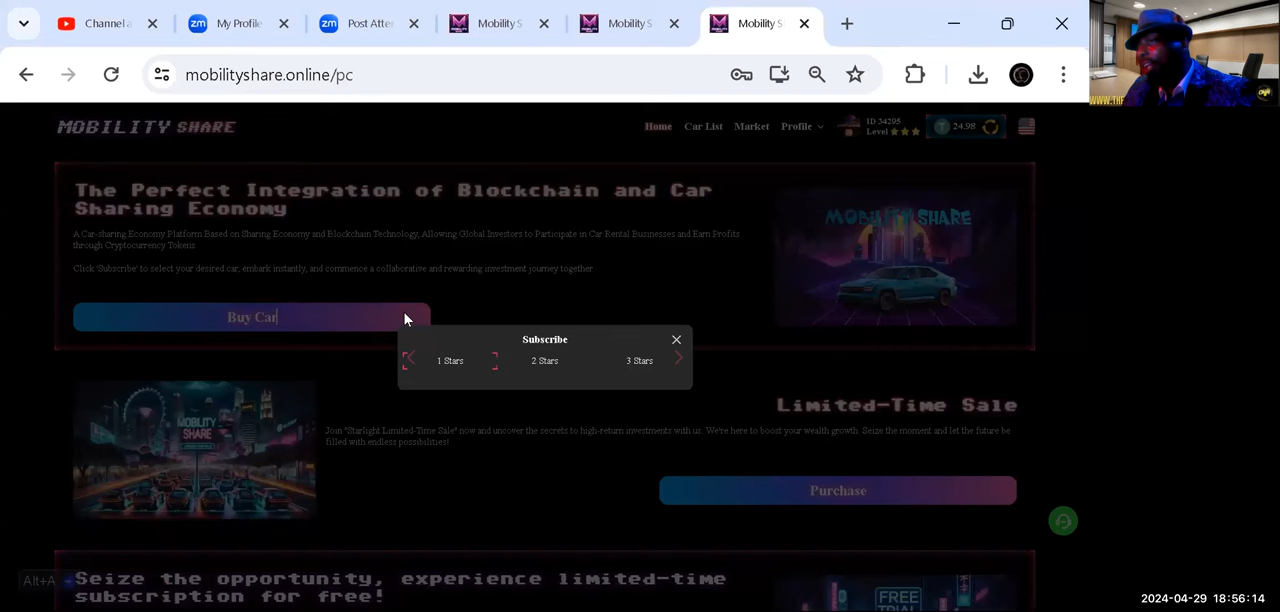 Channel a
My Profile
Post Atter
Mobility S
Mobility S
Mobility S
mobilityshare.online/pc
WWW.THE
MOBILITY SHARE
Home Car List Market Profile
ID 34295
Level
24.98
The Perfect Integration of Blockchain and Car
Sharing Economy
A Car-sharing Economy Platform Based on Sharing Economy and Blockchain Technology, Allowing Global Investors to Participate in Car Rental Businesses and Earn Profits
through Cryptocurrency Tokens
Click 'Subscribe' to select your desired car, embark instantly, and commence a collaborative and rewarding investment journey together
MOBILITY SHARE
Buy Car
Subscribe
1 Stars 2 Stars 3 Stars
MOBILITY
SHARE
Limited-Time Sale
Join "Starlight Limited-Time Sale" now and uncover the secrets to high-return investments with us. We're here to boost your wealth growth. Seize the moment and let the future be
filled with endless possibilities!
Purchase
Alt+A
Seize the opportunity, experience limited-time
subscription for free!
FREE
TRIAL
2024-04-29 18:56:14